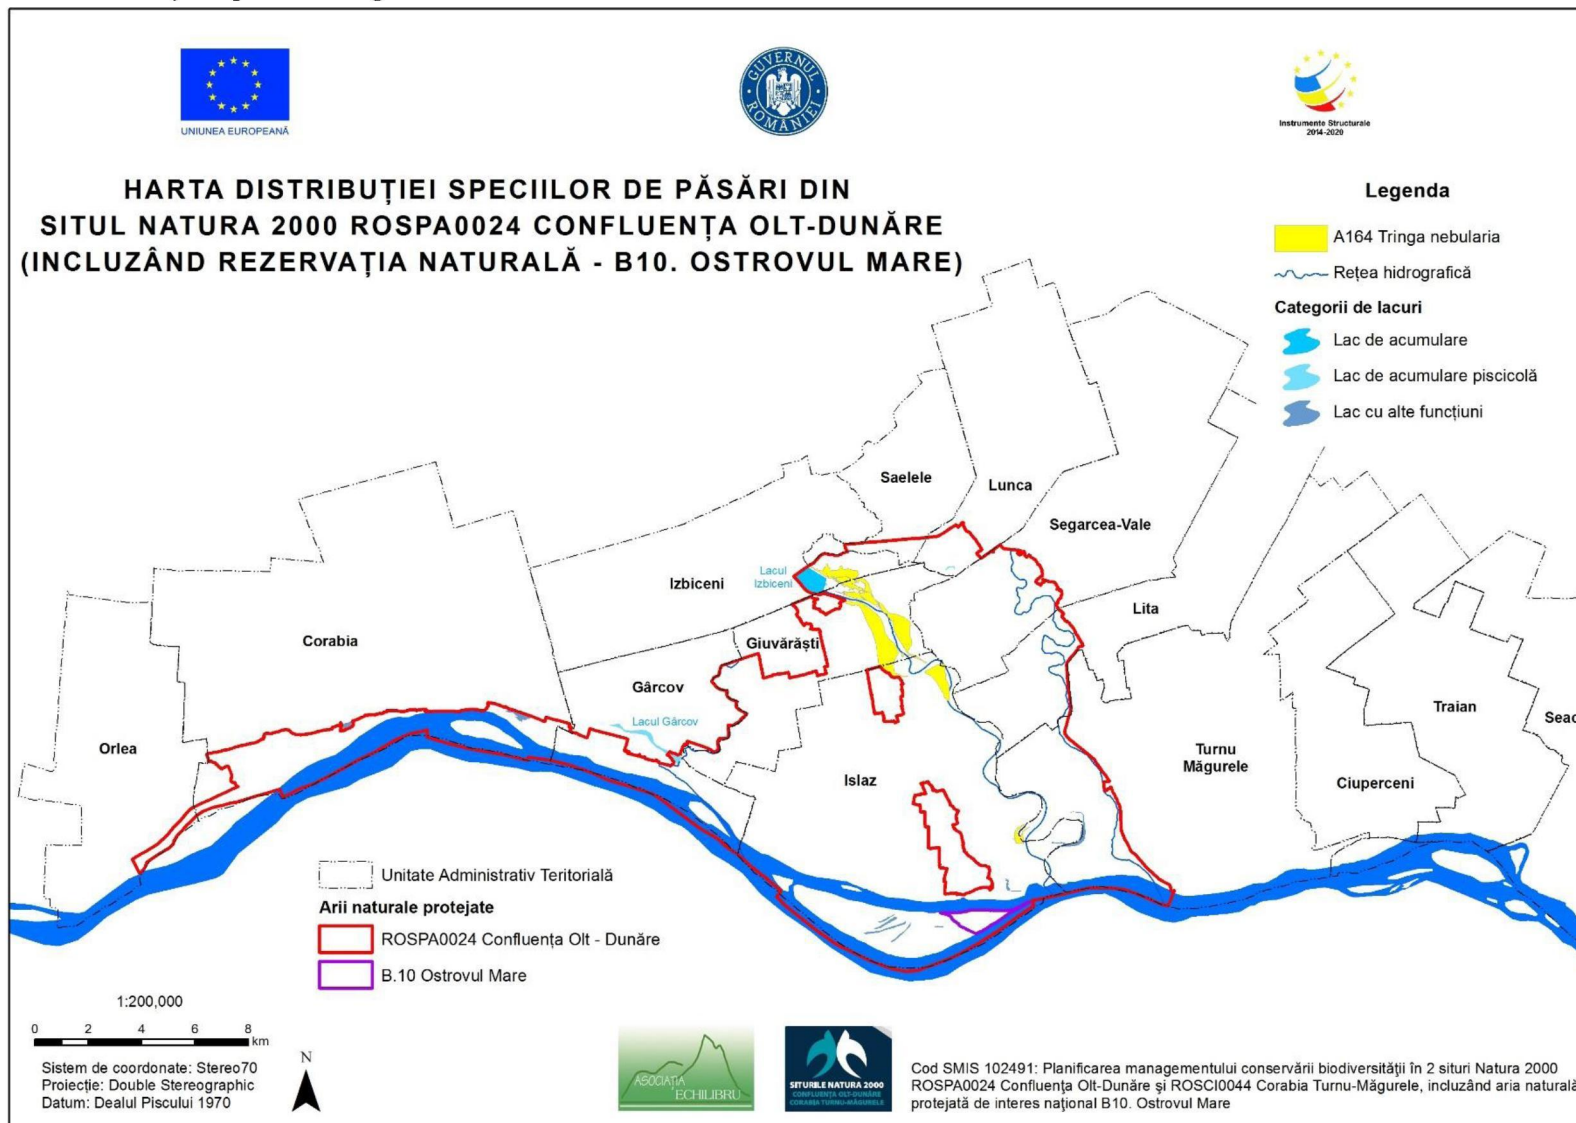 UNIUNEA EUROPEANĂ
GUVERNUL ROMÂNIEI
Instrumente Structurale
2014-2020
HARTA DISTRIBUȚIEI SPECIILOR DE PĂSĂRI DIN
SITUL NATURA 2000 ROSPA0024 CONFLUENȚA OLT-DUNĂRE
(INCLUZÂND REZERVAȚIA NATURALĂ - B10. OSTROVUL MARE)
Legenda
A164 Tringa nebularia
Rețea hidrografică
Categorii de lacuri
Lac de acumulare
Lac de acumulare piscicolă
Lac cu alte funcțiuni
Saelele
Lunca
Segarcea-Vale
Izbiceni
Lacul
Izbiceni
Lita
Corabia
Giuvărăști
Gârcov
Lacul Gârcov
Orlea
Islaz
Turnu
Măgurele
Traian
Seac
Ciuperceni
Unitate Administrativ Teritorială
Arii naturale protejate
ROSPA0024 Confluența Olt - Dunăre
B.10 Ostrovul Mare
1:200,000
0 2 4 6 8
km
N
Sistem de coordonate: Stereo70
Proiecție: Double Stereographic
Datum: Dealul Piscului 1970
ASOCIAȚIA
ECHILIBRU
SITURILE NATURA 2000
CONFLUENȚA OLT-DUNĂRE
CORABIA TURNU-MĂGURELE
Cod SMIS 102491: Planificarea managementului conservării biodiversității în 2 situri Natura 2000
ROSPA0024 Confluența Olt-Dunăre și ROSCI0044 Corabia Turnu-Măgurele, incluzând aria naturală
protejată de interes național B10. Ostrovul Mare